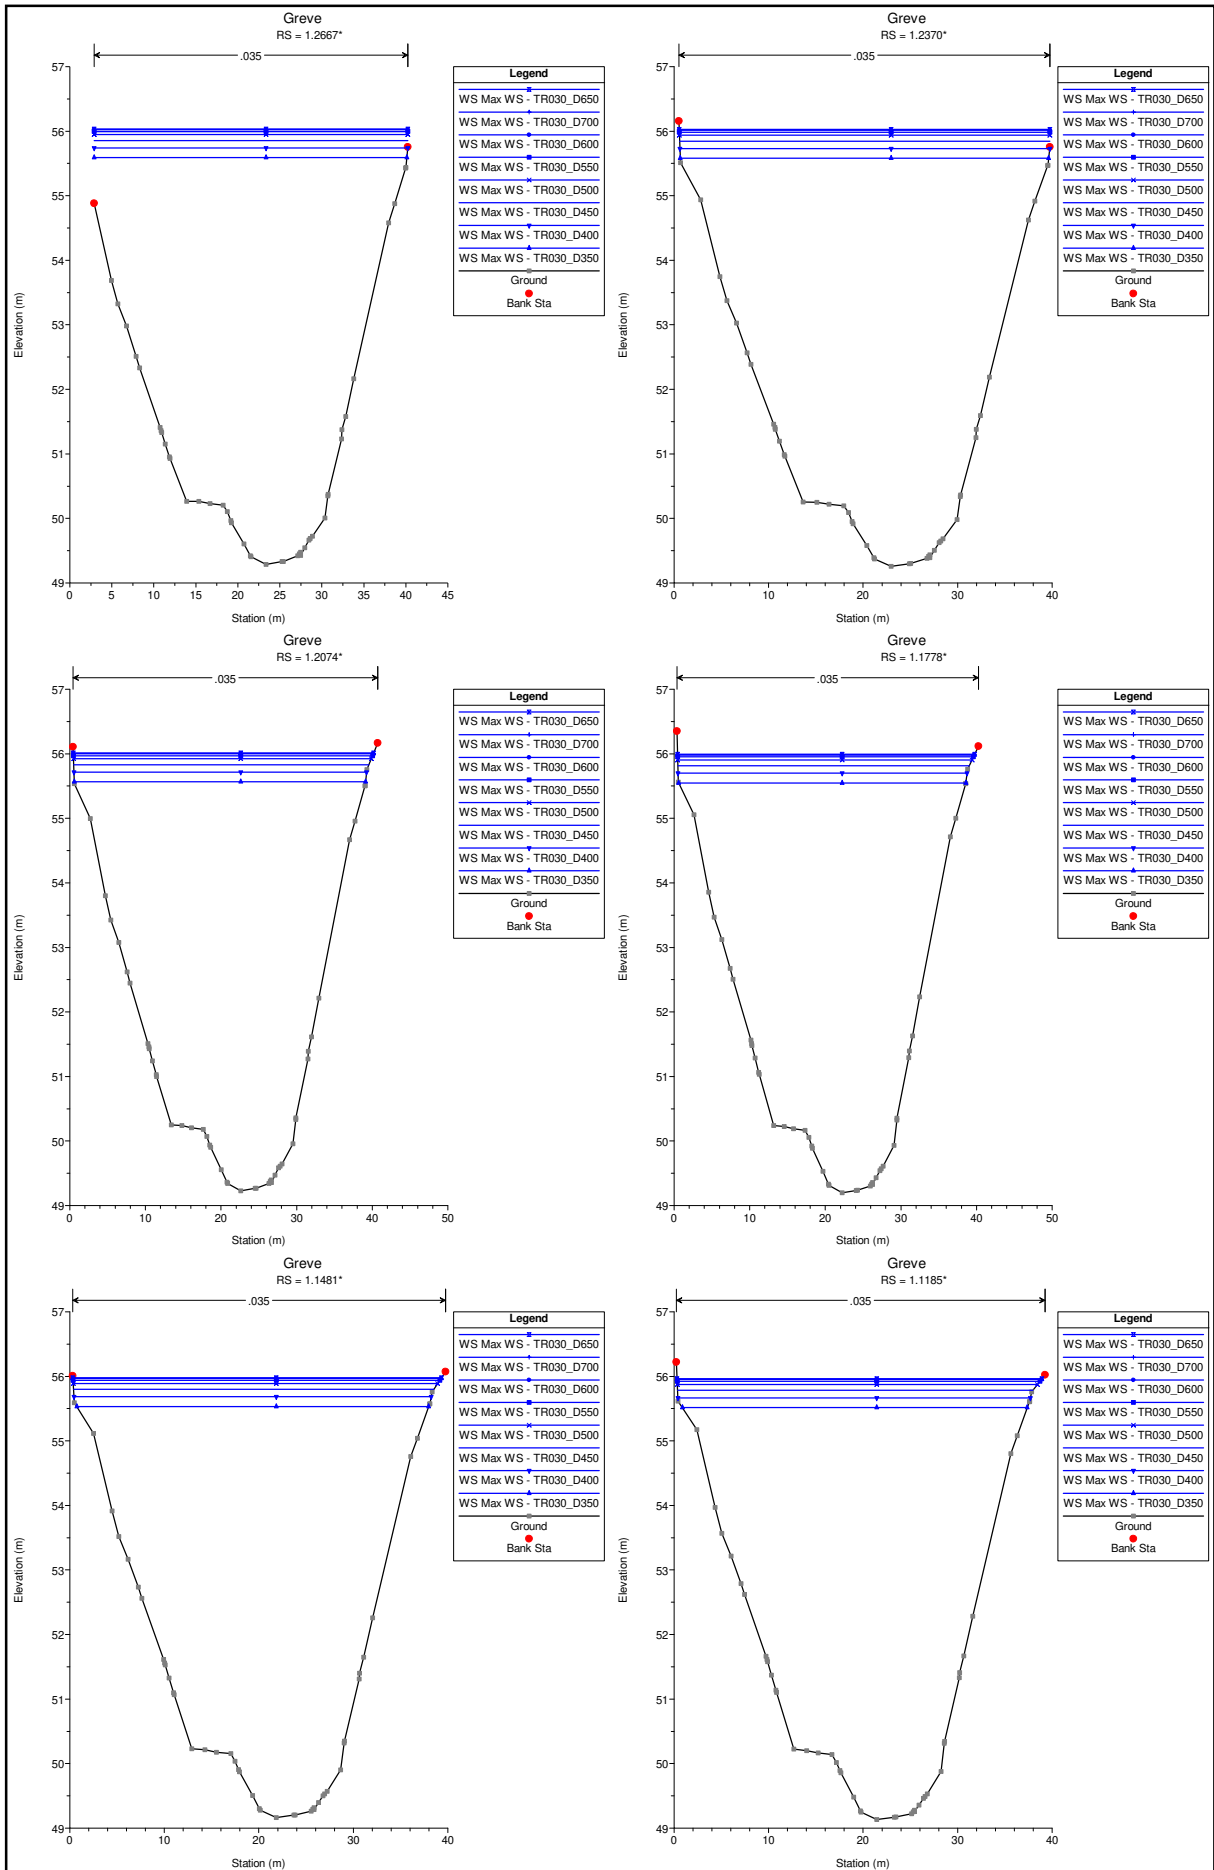 Greve
RS = 1.2667*
.035
57
56
55
54
53
52
51
50
49
0
5
10
15
20
25
30
35
40
45
Elevation (m)
Station (m)
Legend
WS Max WS - TR030_D650
WS Max WS - TR030_D700
WS Max WS - TR030_D600
WS Max WS - TR030_D550
WS Max WS - TR030_D500
WS Max WS - TR030_D450
WS Max WS - TR030_D400
WS Max WS - TR030_D350
Ground
Bank Sta
Greve
RS = 1.2370*
.035
57
56
55
54
53
52
51
50
49
0
10
20
30
40
Elevation (m)
Station (m)
Legend
WS Max WS - TR030_D650
WS Max WS - TR030_D700
WS Max WS - TR030_D600
WS Max WS - TR030_D550
WS Max WS - TR030_D500
WS Max WS - TR030_D450
WS Max WS - TR030_D400
WS Max WS - TR030_D350
Ground
Bank Sta
Greve
RS = 1.2074*
.035
57
56
55
54
53
52
51
50
49
0
10
20
30
40
50
Elevation (m)
Station (m)
Legend
WS Max WS - TR030_D650
WS Max WS - TR030_D700
WS Max WS - TR030_D600
WS Max WS - TR030_D550
WS Max WS - TR030_D500
WS Max WS - TR030_D450
WS Max WS - TR030_D400
WS Max WS - TR030_D350
Ground
Bank Sta
Greve
RS = 1.1778*
.035
57
56
55
54
53
52
51
50
49
0
10
20
30
40
50
Elevation (m)
Station (m)
Legend
WS Max WS - TR030_D650
WS Max WS - TR030_D700
WS Max WS - TR030_D600
WS Max WS - TR030_D550
WS Max WS - TR030_D500
WS Max WS - TR030_D450
WS Max WS - TR030_D400
WS Max WS - TR030_D350
Ground
Bank Sta
Greve
RS = 1.1481*
.035
57
56
55
54
53
52
51
50
49
0
10
20
30
40
Elevation (m)
Station (m)
Legend
WS Max WS - TR030_D650
WS Max WS - TR030_D700
WS Max WS - TR030_D600
WS Max WS - TR030_D550
WS Max WS - TR030_D500
WS Max WS - TR030_D450
WS Max WS - TR030_D400
WS Max WS - TR030_D350
Ground
Bank Sta
Greve
RS = 1.1185*
.035
57
56
55
54
53
52
51
50
49
0
10
20
30
40
Elevation (m)
Station (m)
Legend
WS Max WS - TR030_D650
WS Max WS - TR030_D700
WS Max WS - TR030_D600
WS Max WS - TR030_D550
WS Max WS - TR030_D500
WS Max WS - TR030_D450
WS Max WS - TR030_D400
WS Max WS - TR030_D350
Ground
Bank Sta